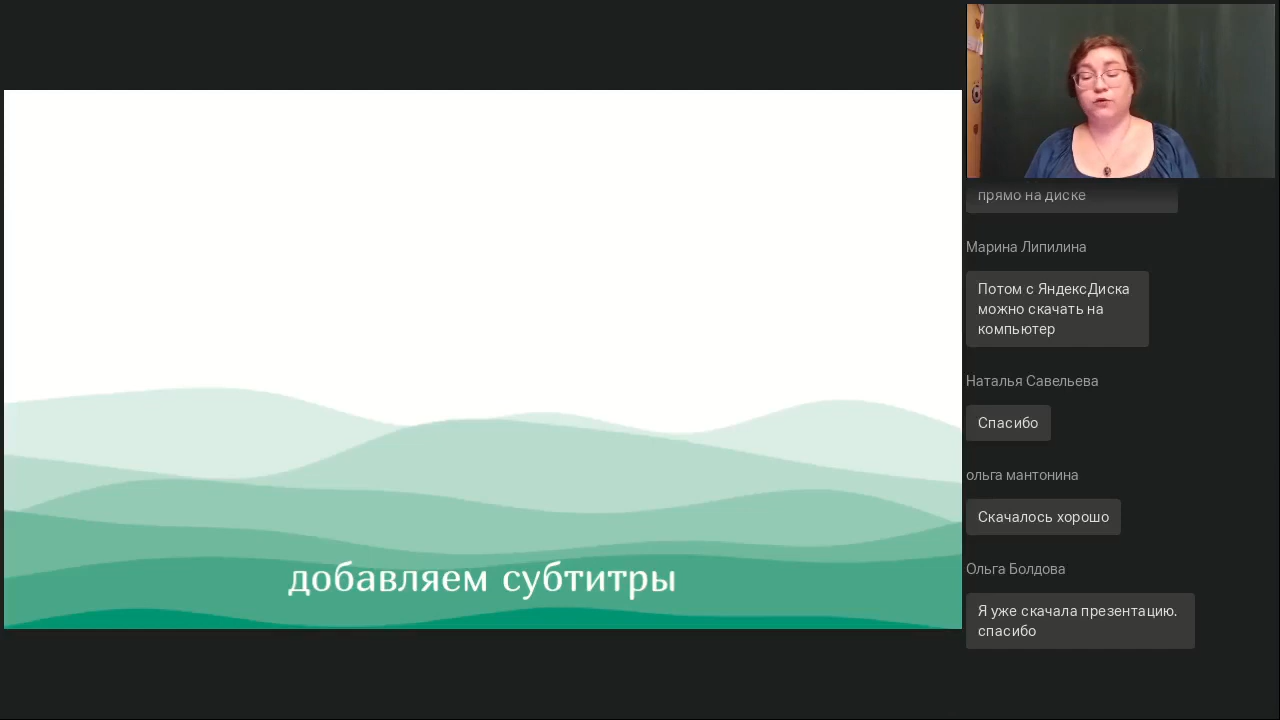 добавляем субтитры
прямо на диске
Марина Липилина
Потом с ЯндексДиска
можно скачать на
компьютер
Наталья Савельева
Спасибо
ольга мантонина
Скачалось хорошо
Ольга Болдова
Я уже скачала презентацию.
спасибо